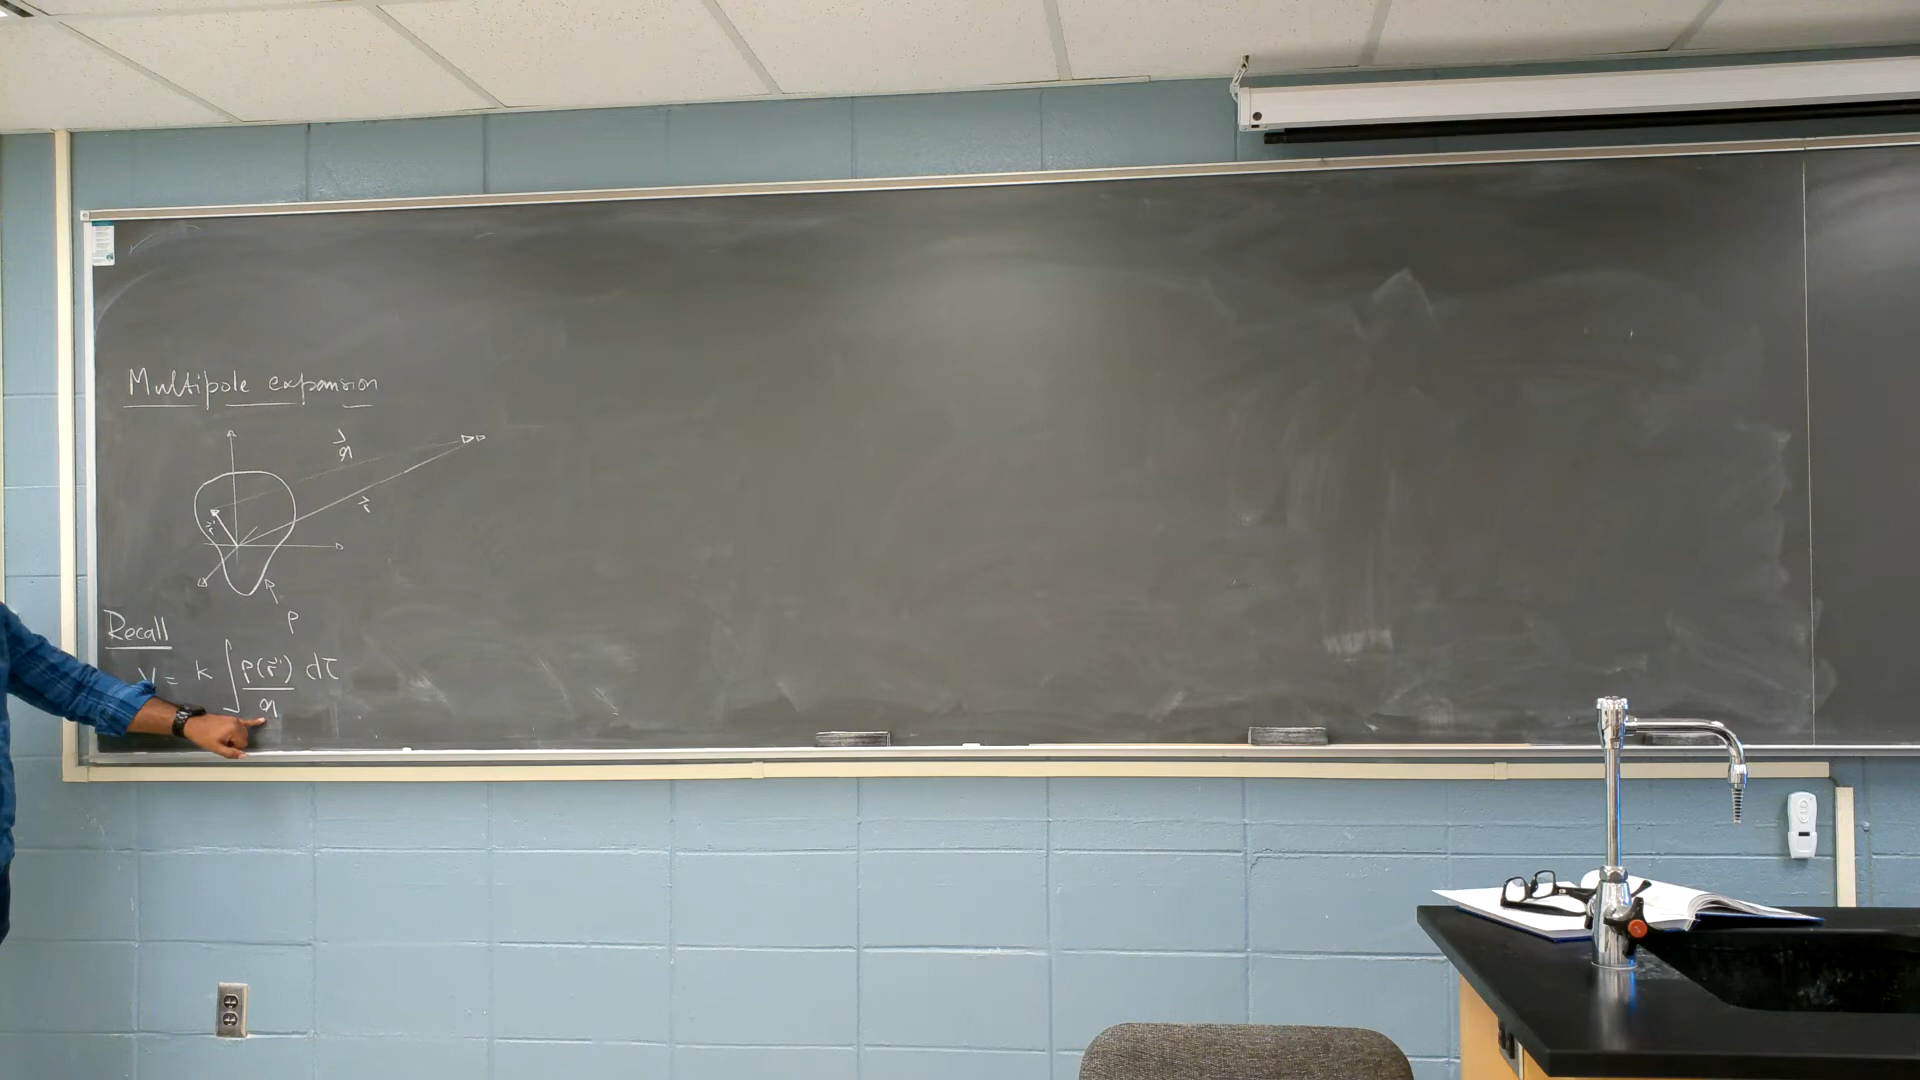 Multipole expansion
r⃗'
r⃗
ρ
Recall
V = k ∫ ρ(r⃗') dτ